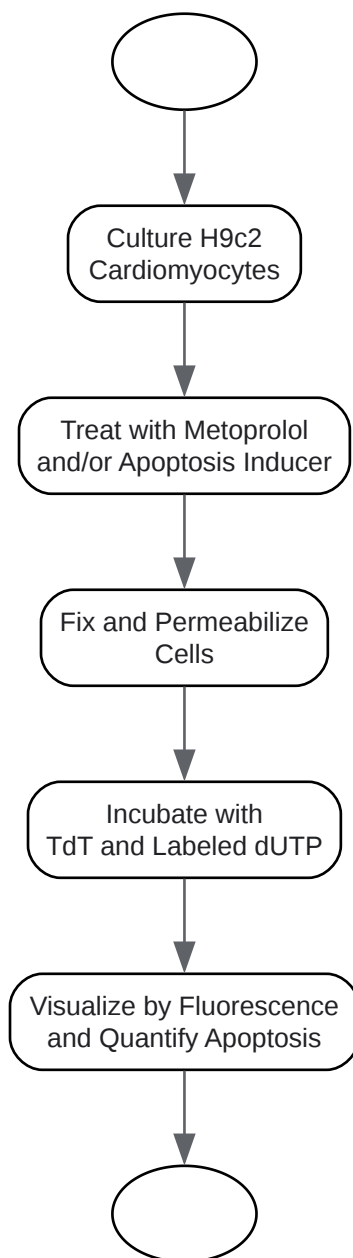 Culture H9c2
Cardiomyocytes
Treat with Metoprolol
and/or Apoptosis Inducer
Fix and Permeabilize
Cells
Incubate with
TdT and Labeled dUTP
Visualize by Fluorescence
and Quantify Apoptosis